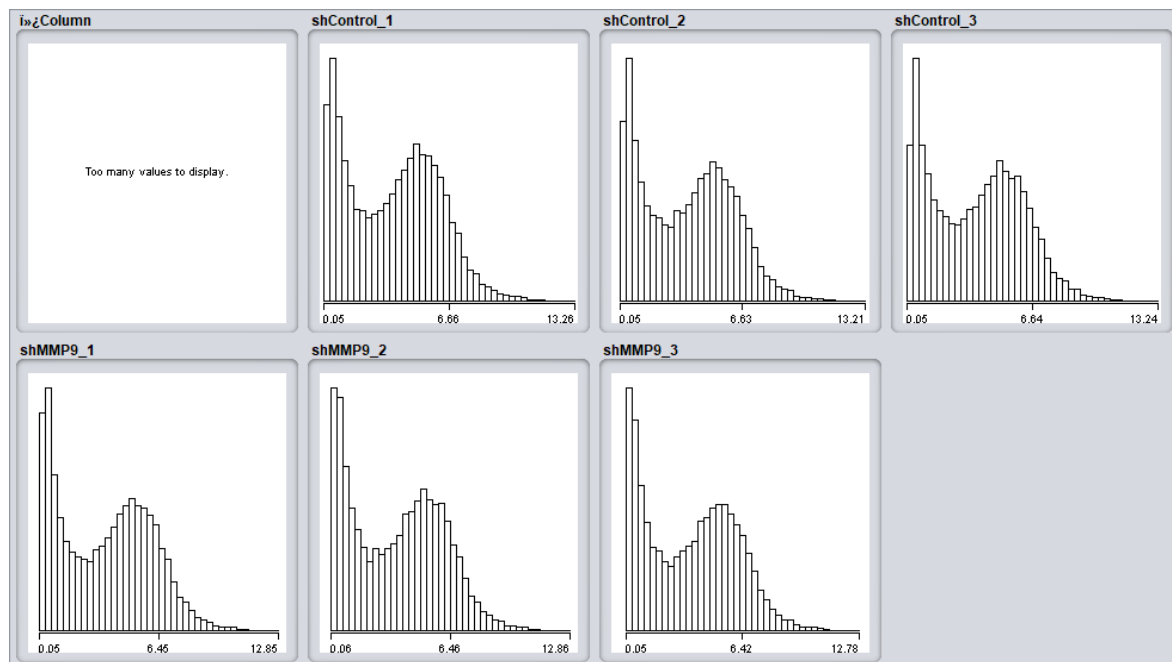 ï»¿Column
shControl_1
shControl_2
shControl_3
Too many values to display.
0.05 6.66 13.26
0.05 6.63 13.21
0.05 6.64 13.24
shMMP9_1
shMMP9_2
shMMP9_3
0.05 6.45 12.85
0.06 6.46 12.86
0.05 6.42 12.78